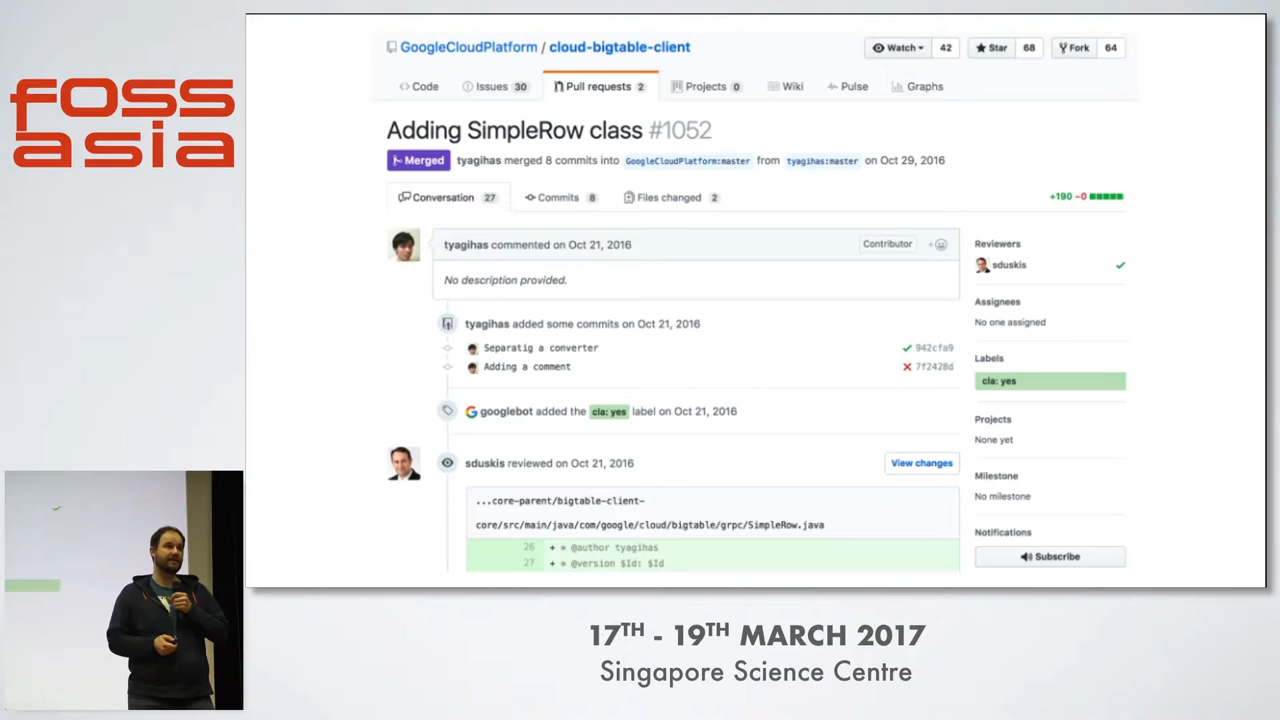 foss
asia
GoogleCloudPlatform / cloud-bigtable-client
Watch 42 Star 68 Fork 64
Code Issues 30 Pull requests 2 Projects 0 Wiki Pulse Graphs
Adding SimpleRow class #1052
Merged tyagihas merged 8 commits into GoogleCloudPlatform:master from tyagihas:master on Oct 29, 2016
Conversation 27 Commits 8 Files changed 2 +190 −0
tyagihas commented on Oct 21, 2016 Contributor +
No description provided.
tyagihas added some commits on Oct 21, 2016
Separatig a converter 942cfa9
Adding a comment 7f2428d
googlebot added the cla: yes label on Oct 21, 2016
sduskis reviewed on Oct 21, 2016 View changes
...core-parent/bigtable-client-
core/src/main/java/com/google/cloud/bigtable/grpc/SimpleRow.java
26 + * @author tyagihas
27 + * @version $Id: $Id
Reviewers
sduskis
Assignees
No one assigned
Labels
cla: yes
Projects
None yet
Milestone
No milestone
Notifications
Subscribe
17TH - 19TH MARCH 2017
Singapore Science Centre